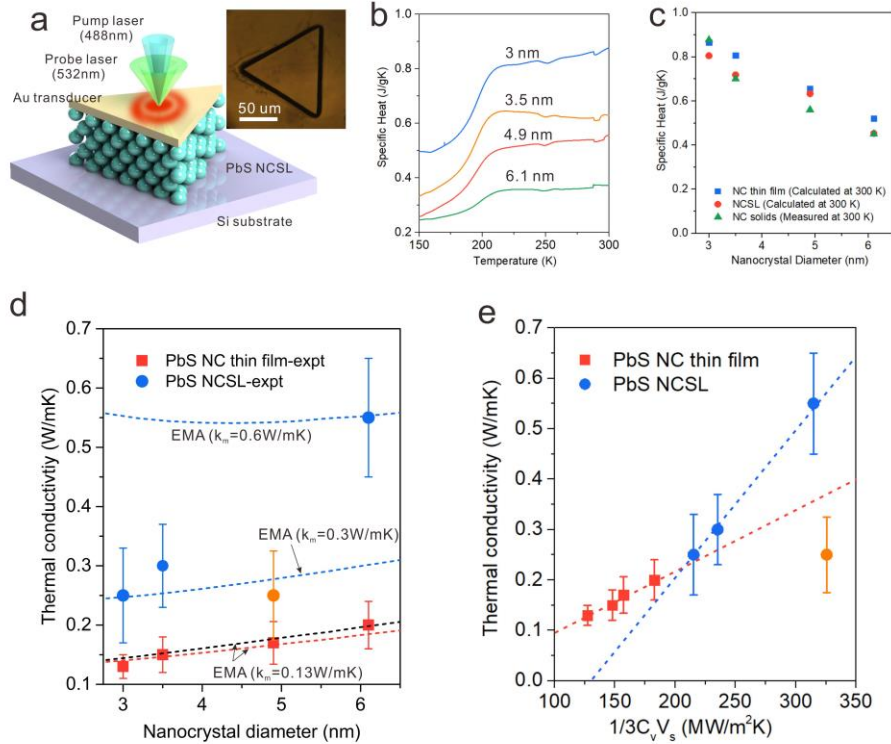 a
Pump laser
(488nm)
Probe laser
(532nm)
Au transducer
50 um
PbS NCSL
Si substrate
b
Specific Heat (J/gK)
1.0
0.8
0.6
0.4
0.2
3 nm
3.5 nm
4.9 nm
6.1 nm
150 200 250 300
Temperature (K)
c
Specific Heat (J/gK)
1.0
0.8
0.6
0.4
0.2
0.0
NC thin film (Calculated at 300 K)
NCSL (Calculated at 300 K)
NC solids (Measured at 300 K)
3 4 5 6
Nanocrystal Diameter (nm)
d
Thermal conductivtiy (W/mK)
0.7
0.6
0.5
0.4
0.3
0.2
0.1
PbS NC thin film-expt
PbS NCSL-expt
EMA (km=0.6W/mK)
EMA (km=0.3W/mK)
EMA (km=0.13W/mK)
3 4 5 6
Nanocrystal diameter (nm)
e
Thermal conductivity (W/mK)
0.7
0.6
0.5
0.4
0.3
0.2
0.1
0.0
PbS NC thin film
PbS NCSL
100 150 200 250 300 350
1/3CvVs (MW/m²K)